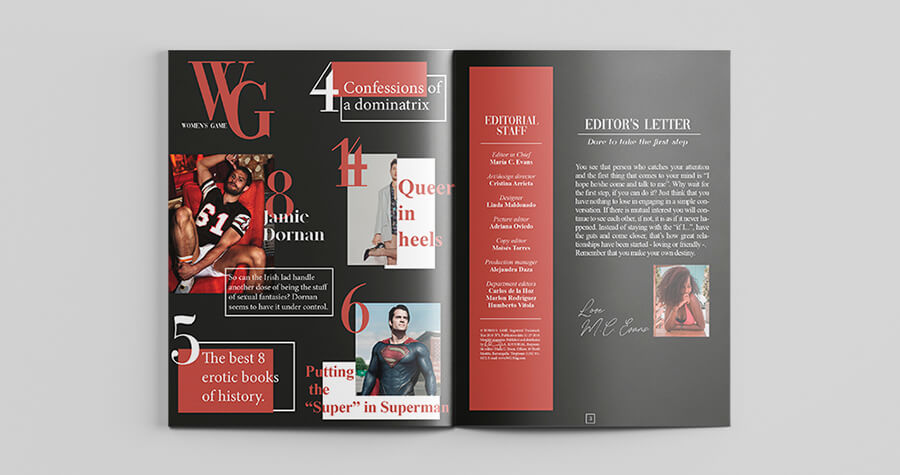 WG
WOMEN'S GAME
4
Confessions of
a dominatrix
8
Jamie
Dornan
So can the Irish lad handle
another dose of being the stuff
of sexual fantasies? Dornan
seems to have it under control.
61
14
Queer
in
heels
5
The best 8
erotic books
of history.
6
Putting
the
“Super” in Superman
EDITORIAL
STAFF
Editor in Chief
María C. Evans
Art/design director
Cristina Arrieta
Designer
Linda Maldonado
Picture editor
Adriana Oviedo
Copy editor
Moisés Torres
Production manager
Alejandra Daza
Department editors
Carlos de la Hoz
Marlon Rodríguez
Humberto Vitola
EDITOR'S LETTER
Dare to take the first step
You see that person who catches your attention
and the first thing that comes to your mind is “I
hope he/she come and talk to me”. Why wait for
the first step, if you can do it? Just think that you
have nothing to lose in engaging in a simple con-
versation. If there is mutual interest you will con-
tinue to see each other, if not, it is as if it never ha-
ppened. Instead of staying with the “if I...”, have
the guts and come closer, that's how great rela-
tionships have been started - loving or friendly -.
Remember that you make your own destiny.
Love
M.C. Evans
3